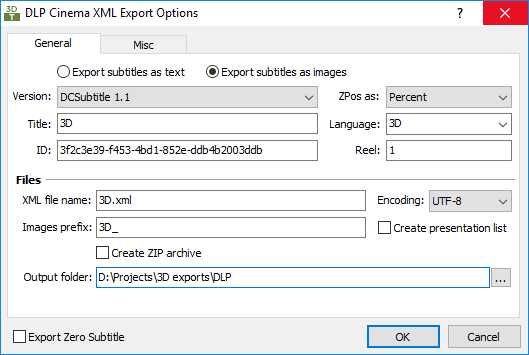 3D T DLP Cinema XML Export Options ?
General Misc
Export subtitles as text Export subtitles as images
Version: DCSubtitle 1.1 ZPos as: Percent
Title: 3D Language: 3D
ID: 3f2c3e39-f453-4bd1-852e-ddb4b2003ddb Reel: 1
Files
XML file name: 3D.xml Encoding: UTF-8
Images prefix: 3D_ Create presentation list
Create ZIP archive
Output folder: D:\Projects\3D exports\DLP ...
Export Zero Subtitle OK Cancel